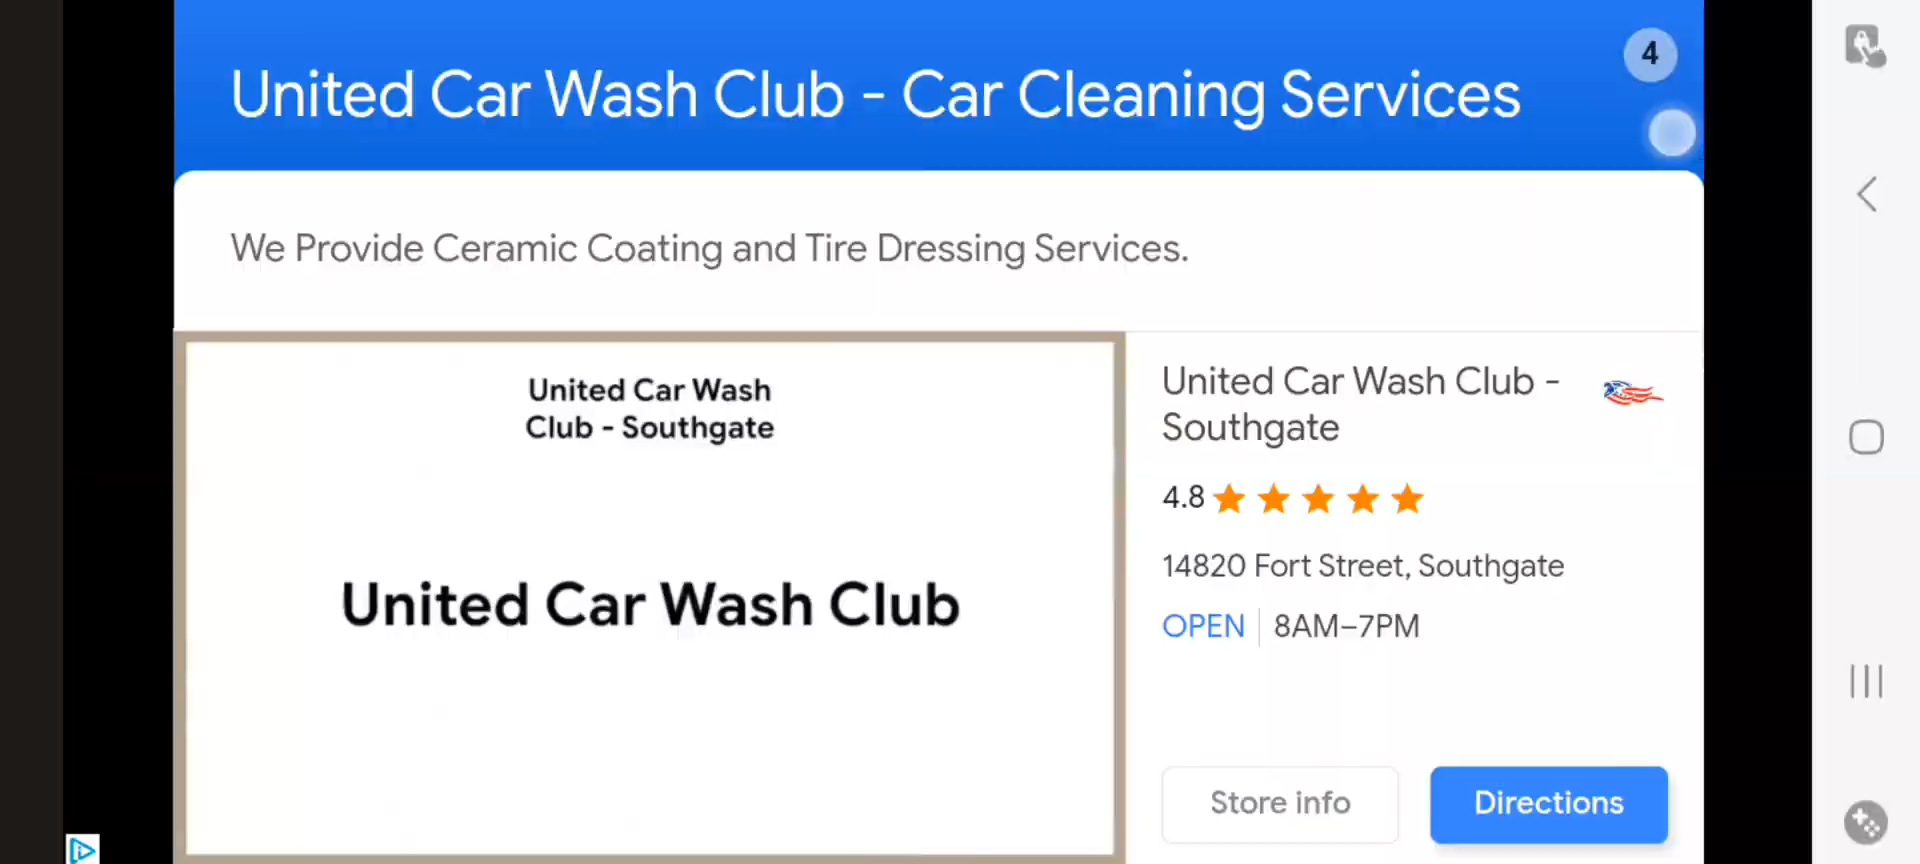 United Car Wash Club - Car Cleaning Services
4
We Provide Ceramic Coating and Tire Dressing Services.
United Car Wash
Club - Southgate
United Car Wash Club
United Car Wash Club -
Southgate
4.8
14820 Fort Street, Southgate
OPEN 8AM–7PM
Store info
Directions